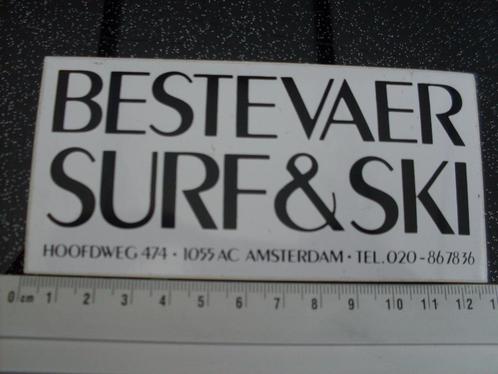 BESTEVAER
SURF & SKI
HOOFDWEG 474 • 1055 AC AMSTERDAM • TEL. 020-867836
0 cm 1 2 3 4 5 6 7 8 9 10 11 12 1